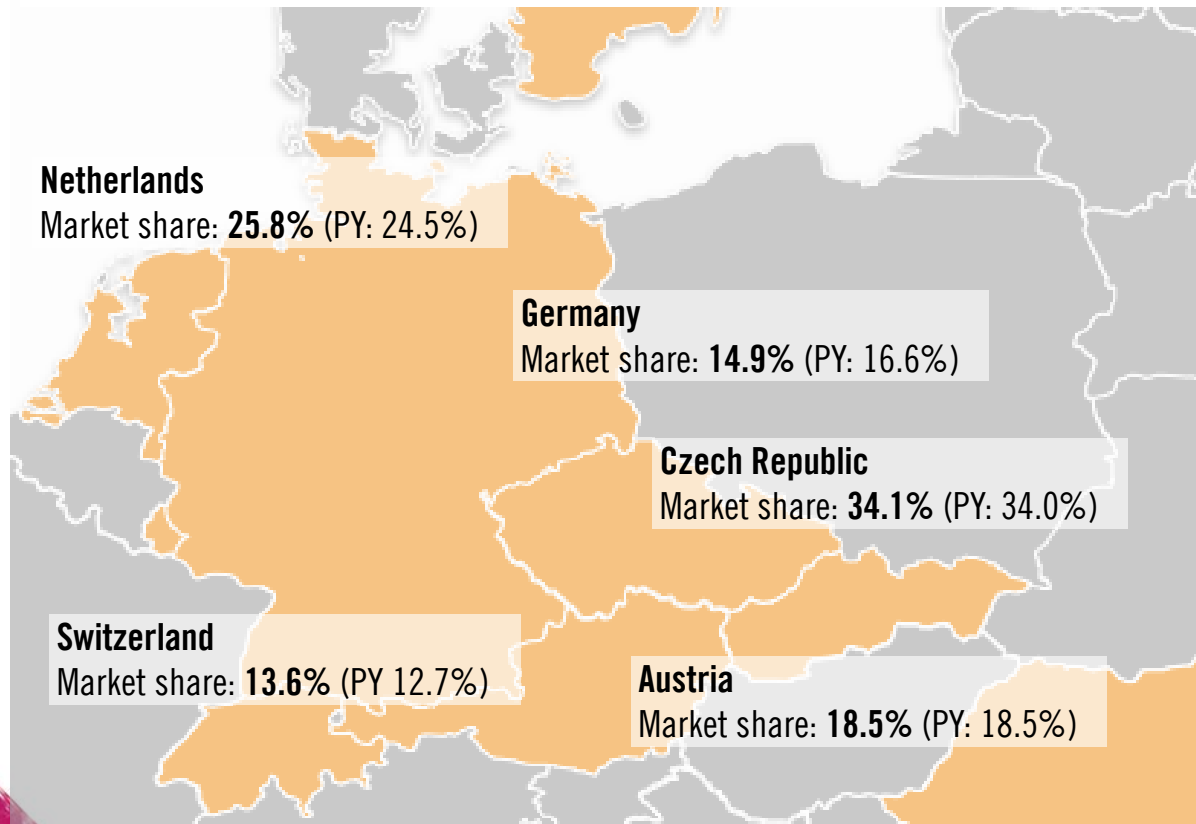 Netherlands
Market share: 25.8% (PY: 24.5%)
Germany
Market share: 14.9% (PY: 16.6%)
Czech Republic
Market share: 34.1% (PY: 34.0%)
Switzerland
Market share: 13.6% (PY 12.7%)
Austria
Market share: 18.5% (PY: 18.5%)